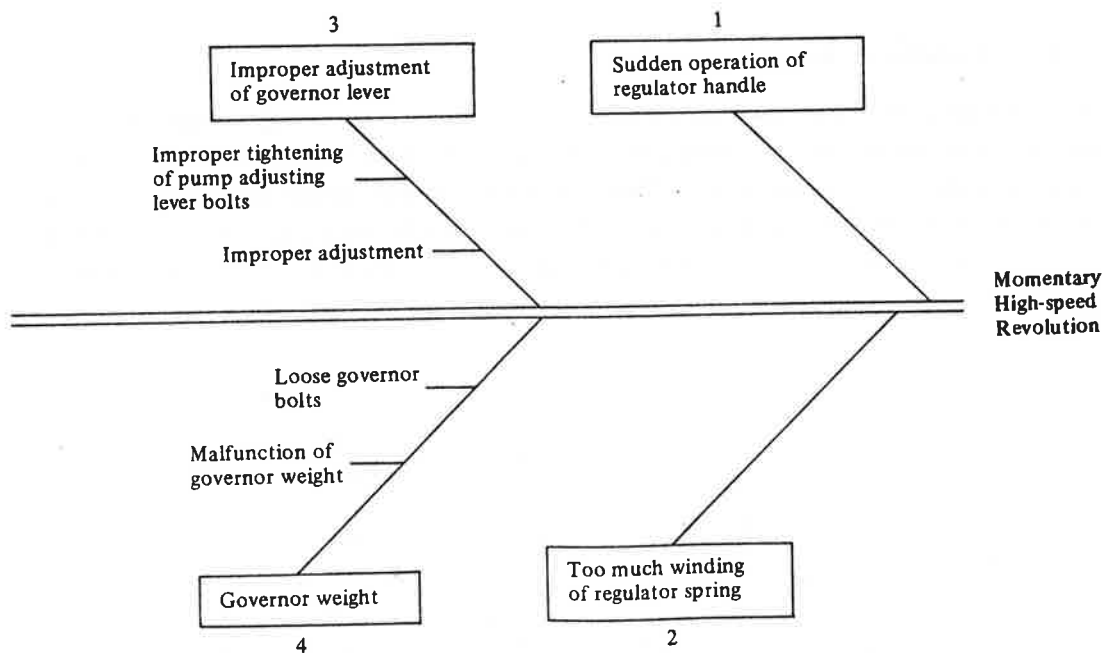 3
Improper adjustment
of governor lever
1
Sudden operation of
regulator handle
Improper tightening
of pump adjusting
lever bolts
Improper adjustment
Momentary
High-speed
Revolution
Loose governor
bolts
Malfunction of
governor weight
Governor weight
4
Too much winding
of regulator spring
2